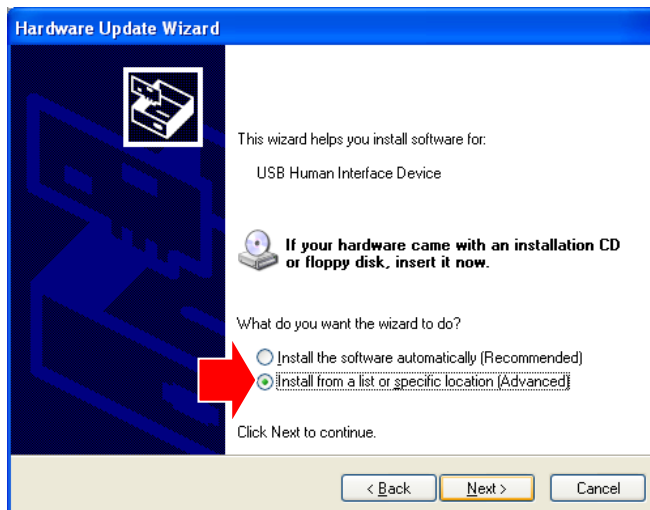 Hardware Update Wizard
This wizard helps you install software for:
USB Human Interface Device
If your hardware came with an installation CD
or floppy disk, insert it now.
What do you want the wizard to do?
Install the software automatically (Recommended)
Install from a list or specific location (Advanced)
Click Next to continue.
< Back Next > Cancel